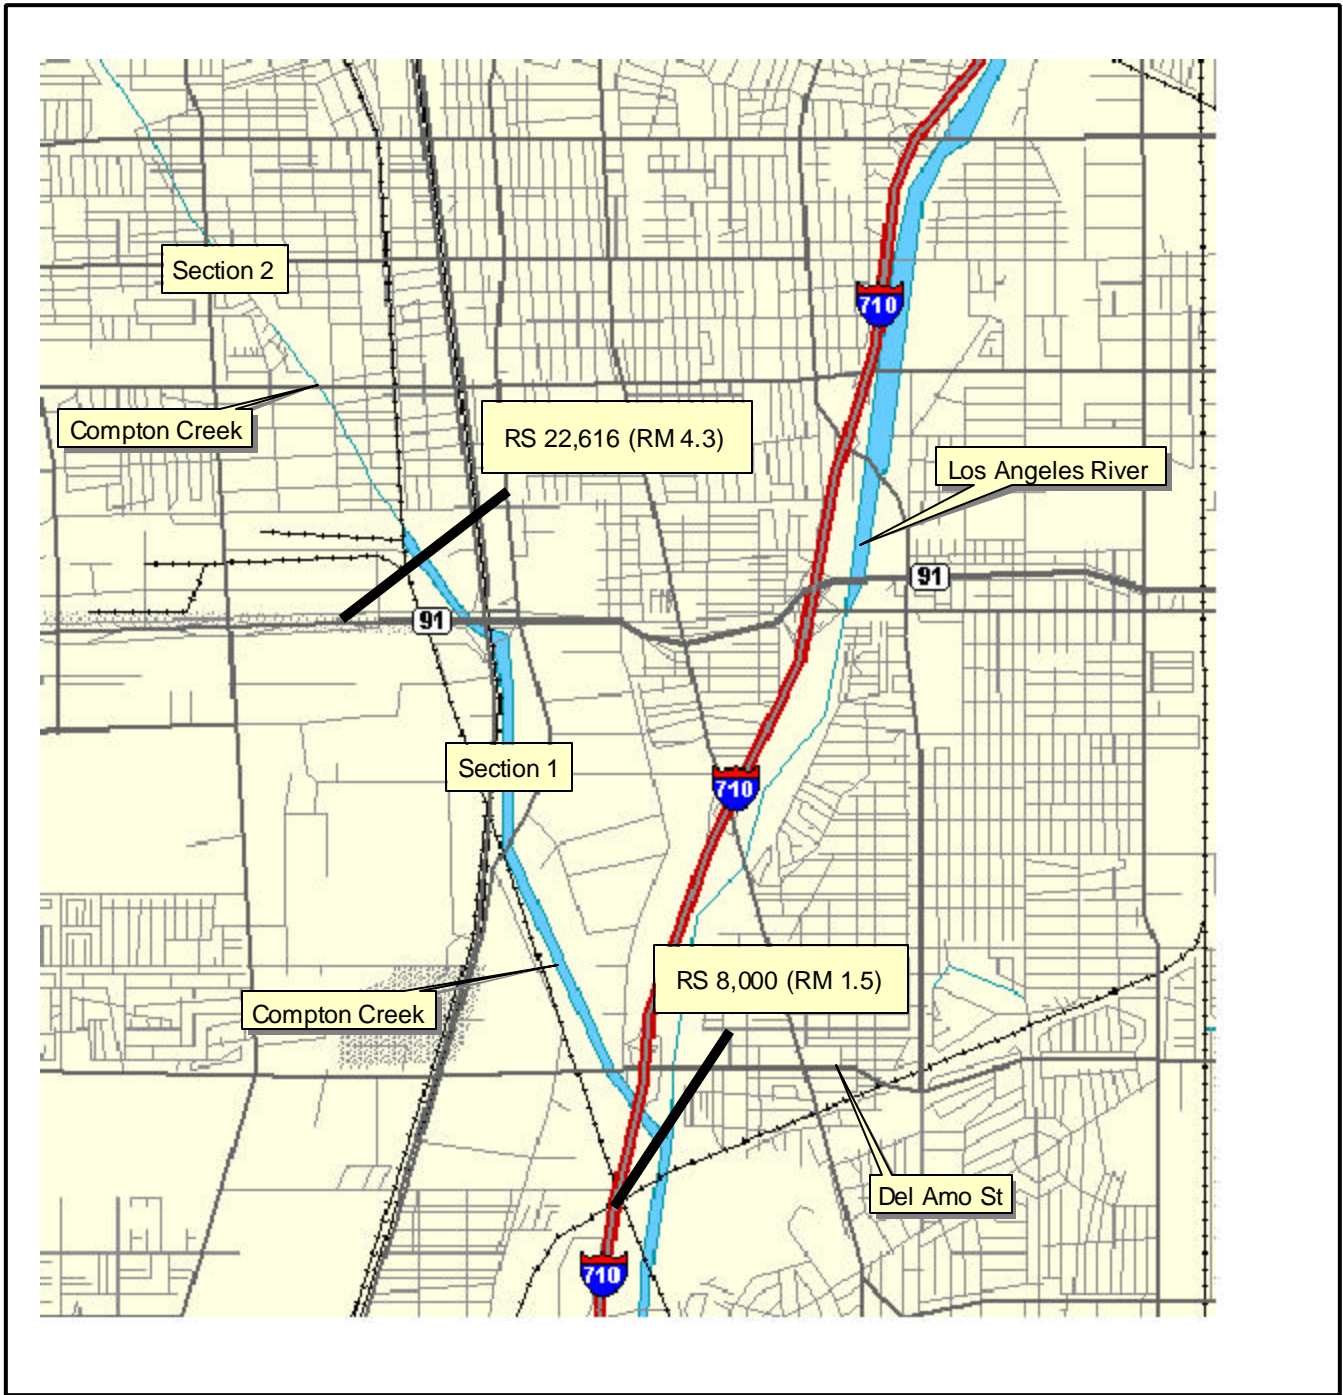 Section 2
710
Compton Creek
RS 22,616 (RM 4.3)
Los Angeles River
91
91
Section 1
710
RS 8,000 (RM 1.5)
Compton Creek
Del Amo St
710